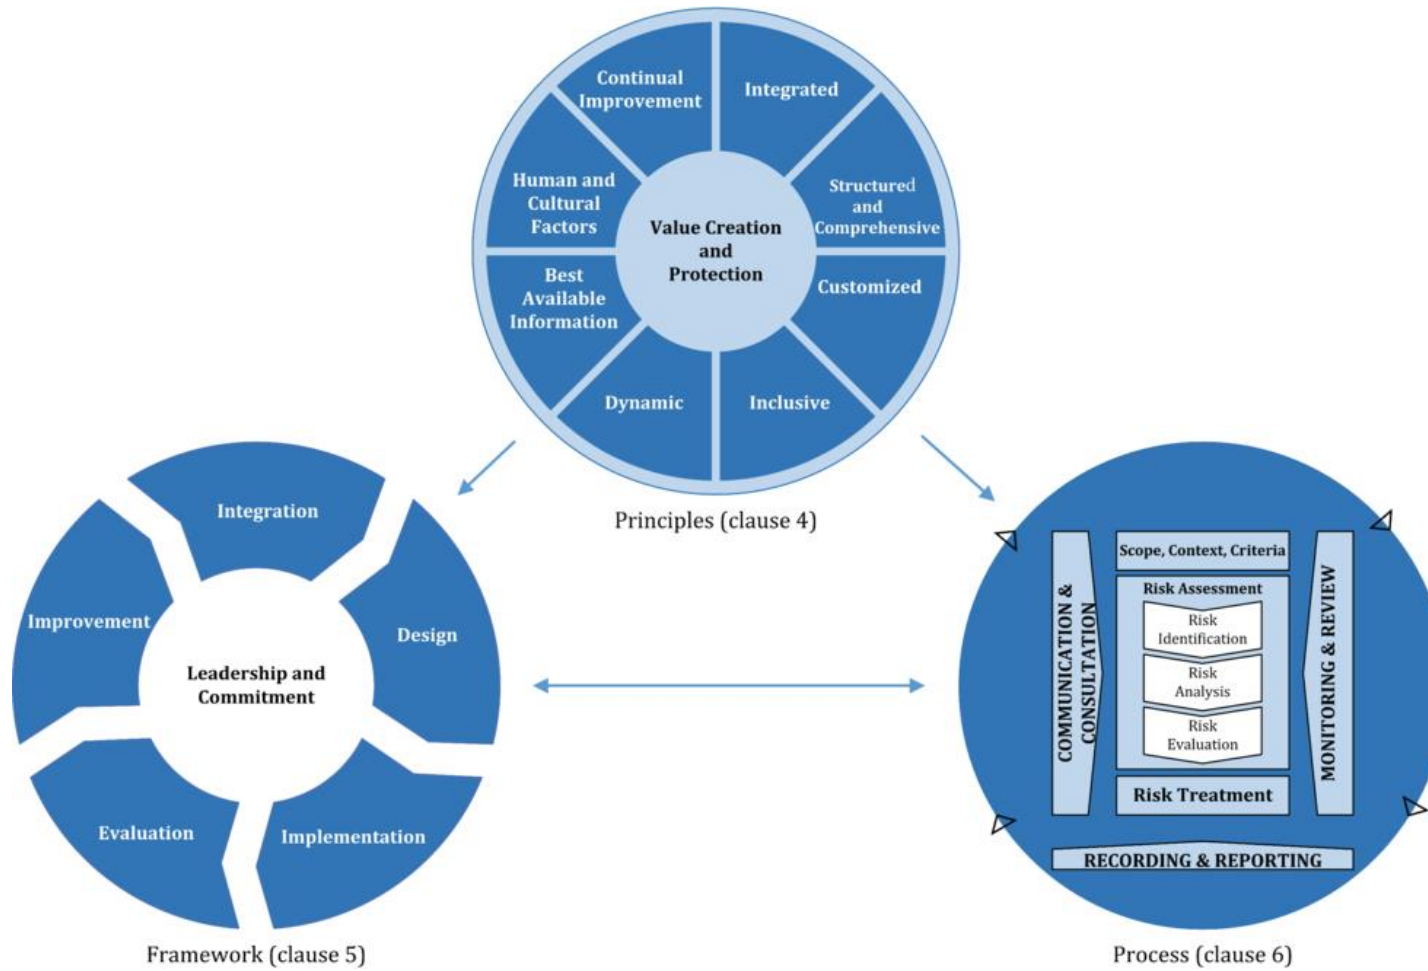 Continual
Improvement
Integrated
Structured
and
Comprehensive
Customized
Inclusive
Dynamic
Best
Available
Information
Human and
Cultural
Factors
Value Creation
and
Protection
Principles (clause 4)
Integration
Design
Implementation
Evaluation
Improvement
Leadership and
Commitment
Framework (clause 5)
Scope, Context, Criteria
Risk Assessment
Risk
Identification
Risk
Analysis
Risk
Evaluation
Risk Treatment
COMMUNICATION &
CONSULTATION
MONITORING & REVIEW
RECORDING & REPORTING
Process (clause 6)